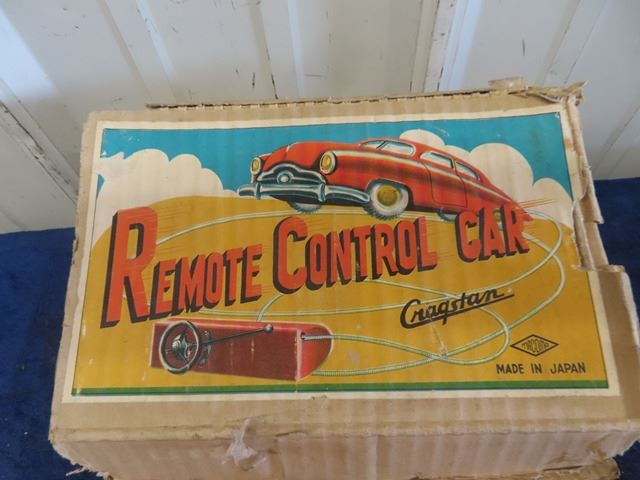 REMOTE CONTROL CAR
Cragstan
MADE IN JAPAN